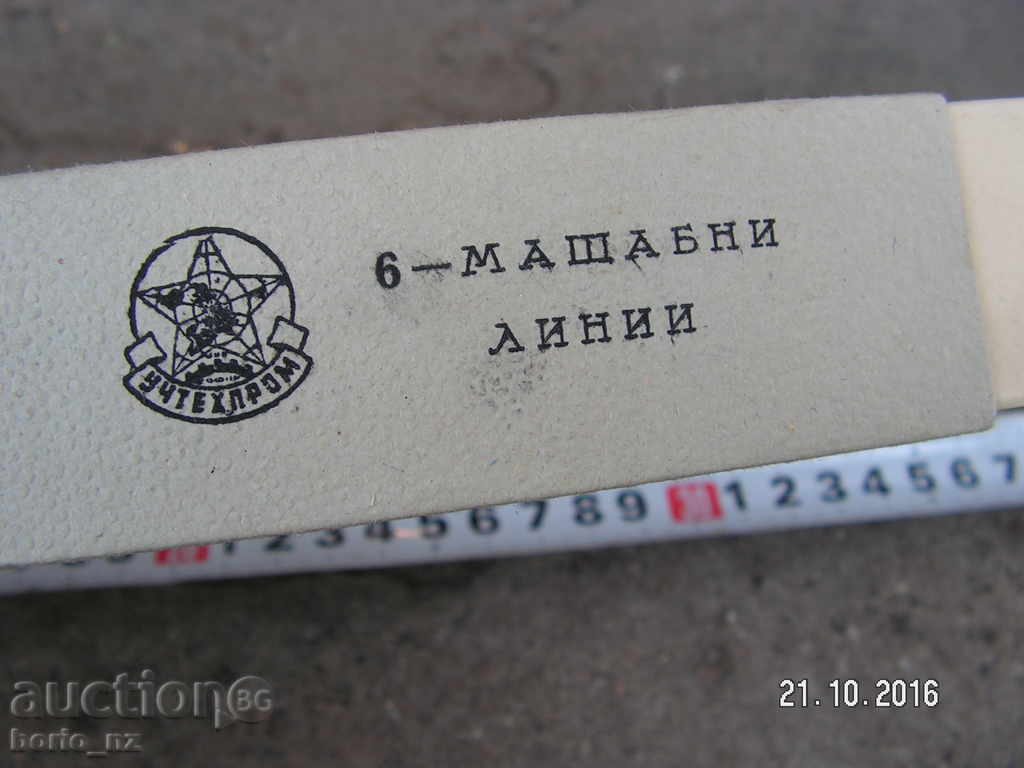 6 — МАЩАБНИ
ЛИНИИ
УЧТЕХПРОМ
1 2 3 4 5 6 7 8 9 1 2 3 4 5 6 7
21.10.2016
auction BG
borio_nz